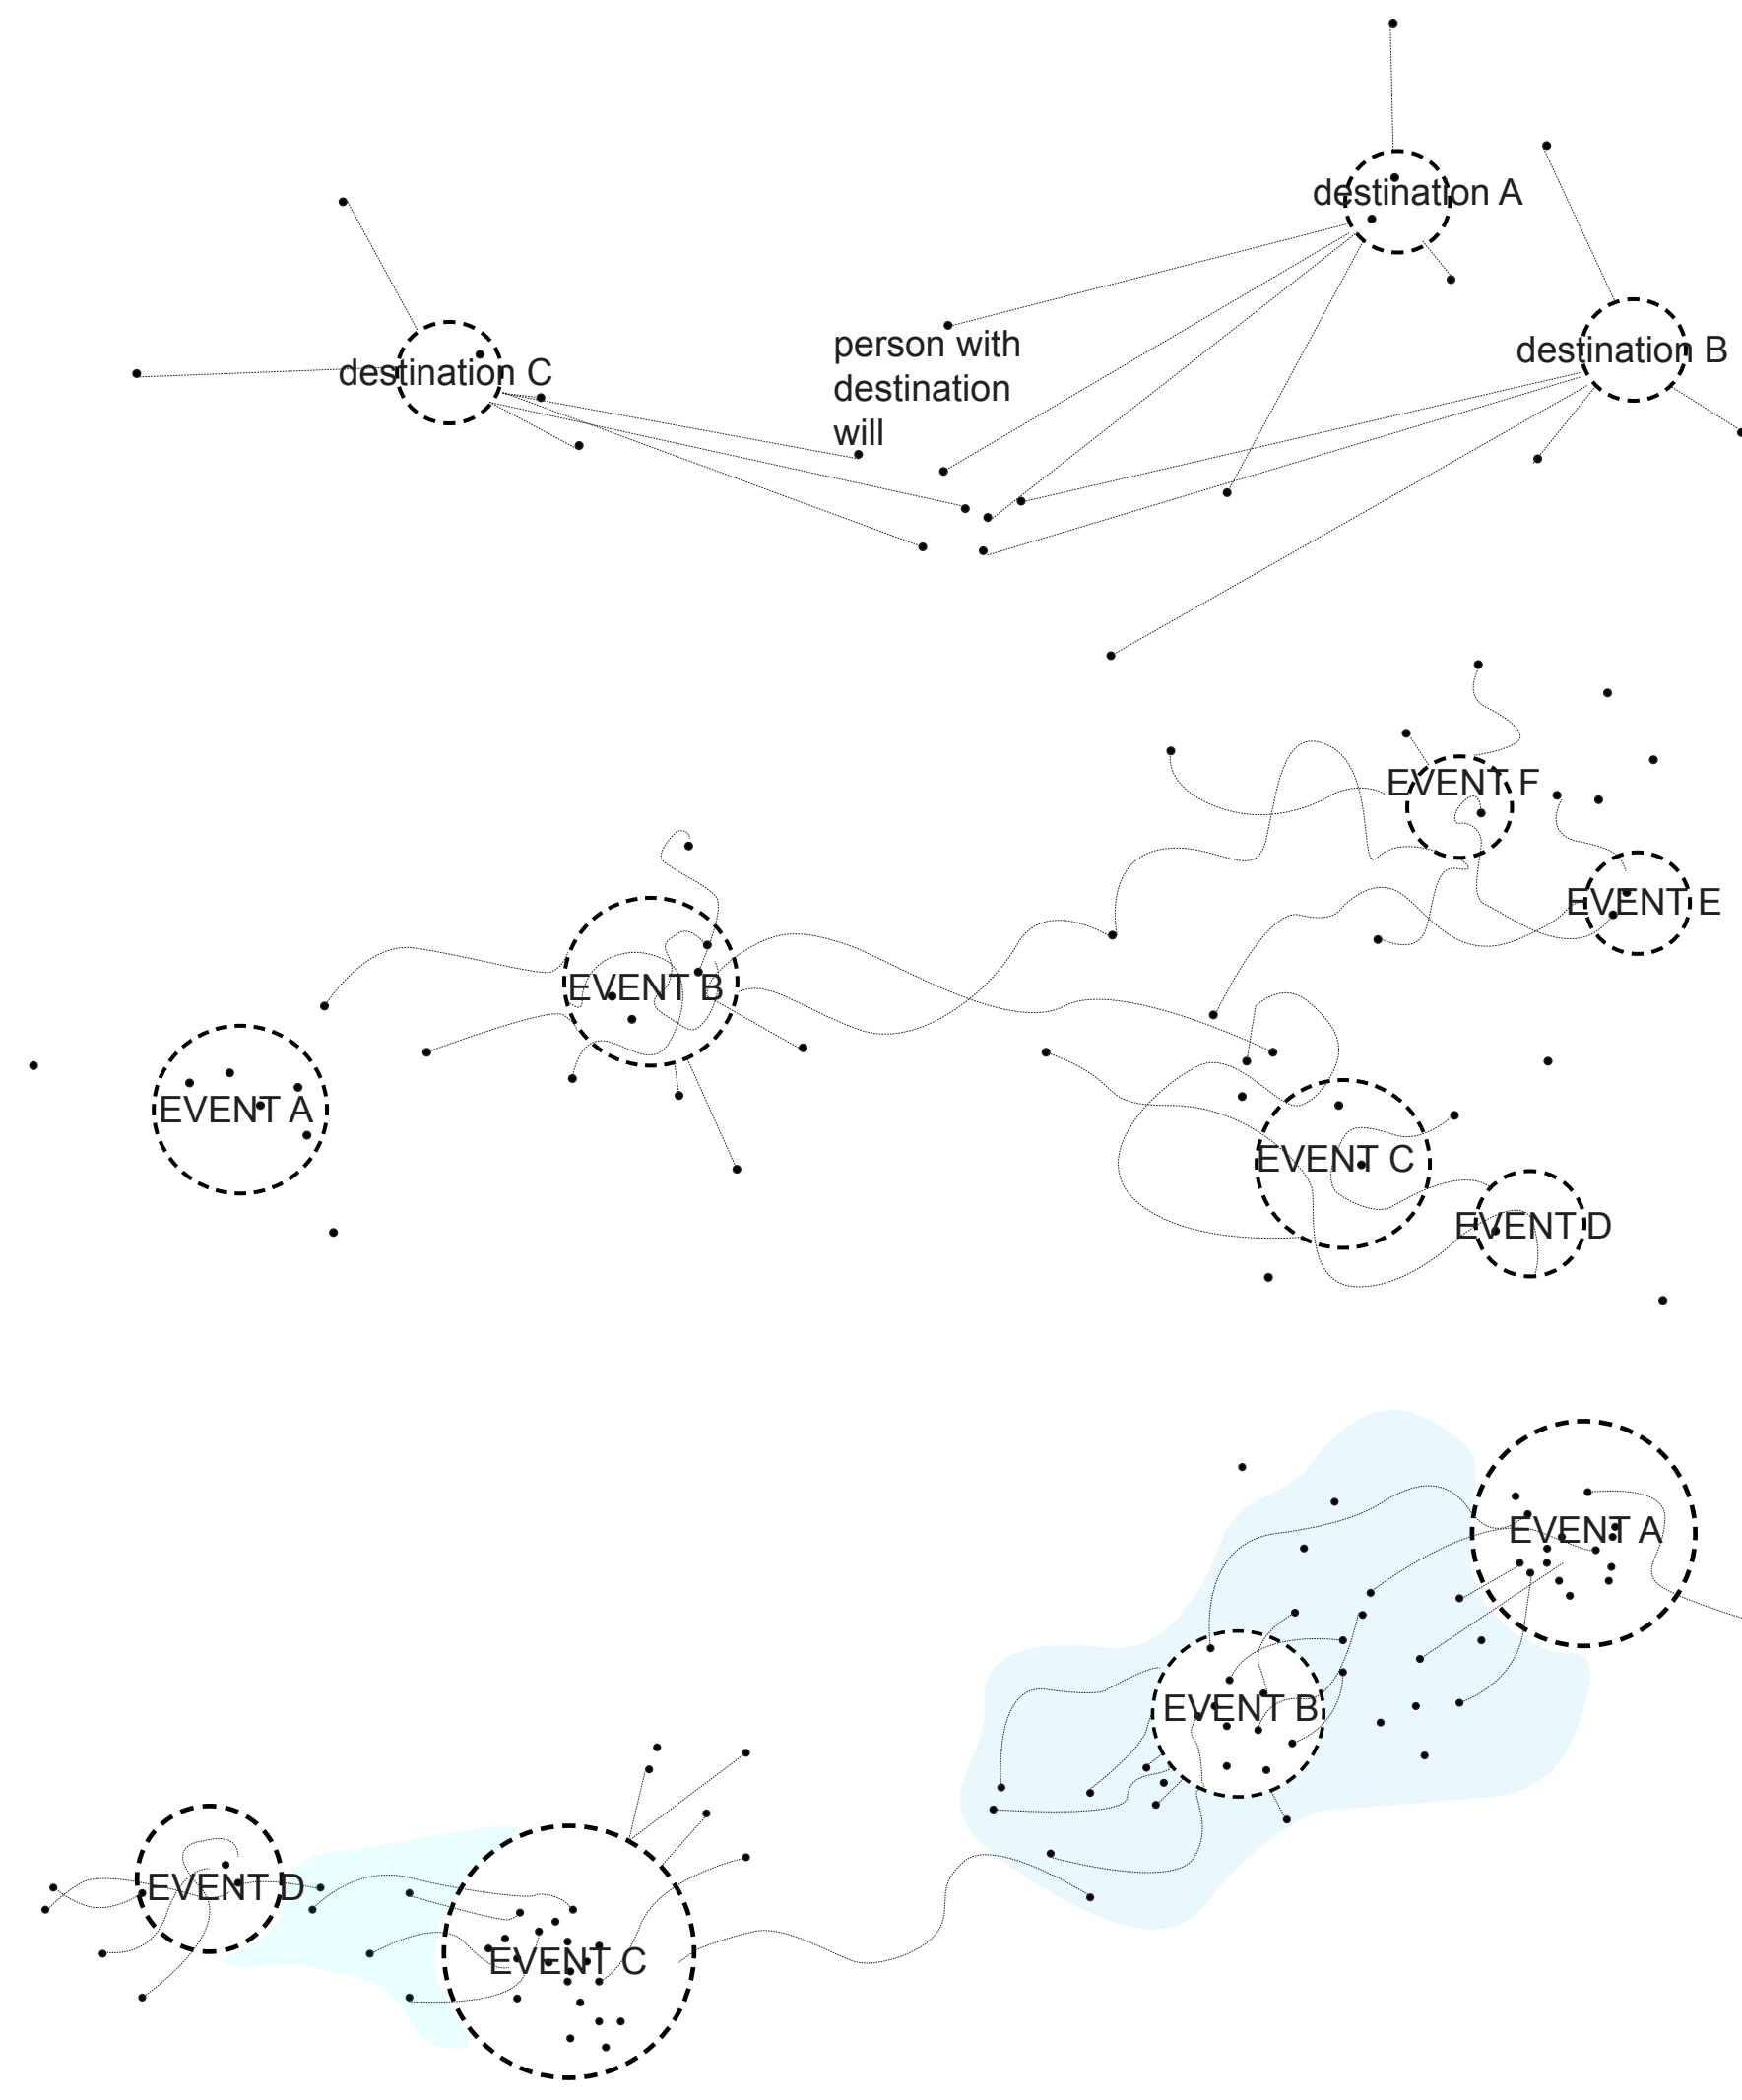 destination A
person with
destination
will
destination B
destination C
EVENT F
EVENT E
EVENT B
EVENT A
EVENT C
EVENT D
EVENT A
EVENT B
EVENT D
EVENT C